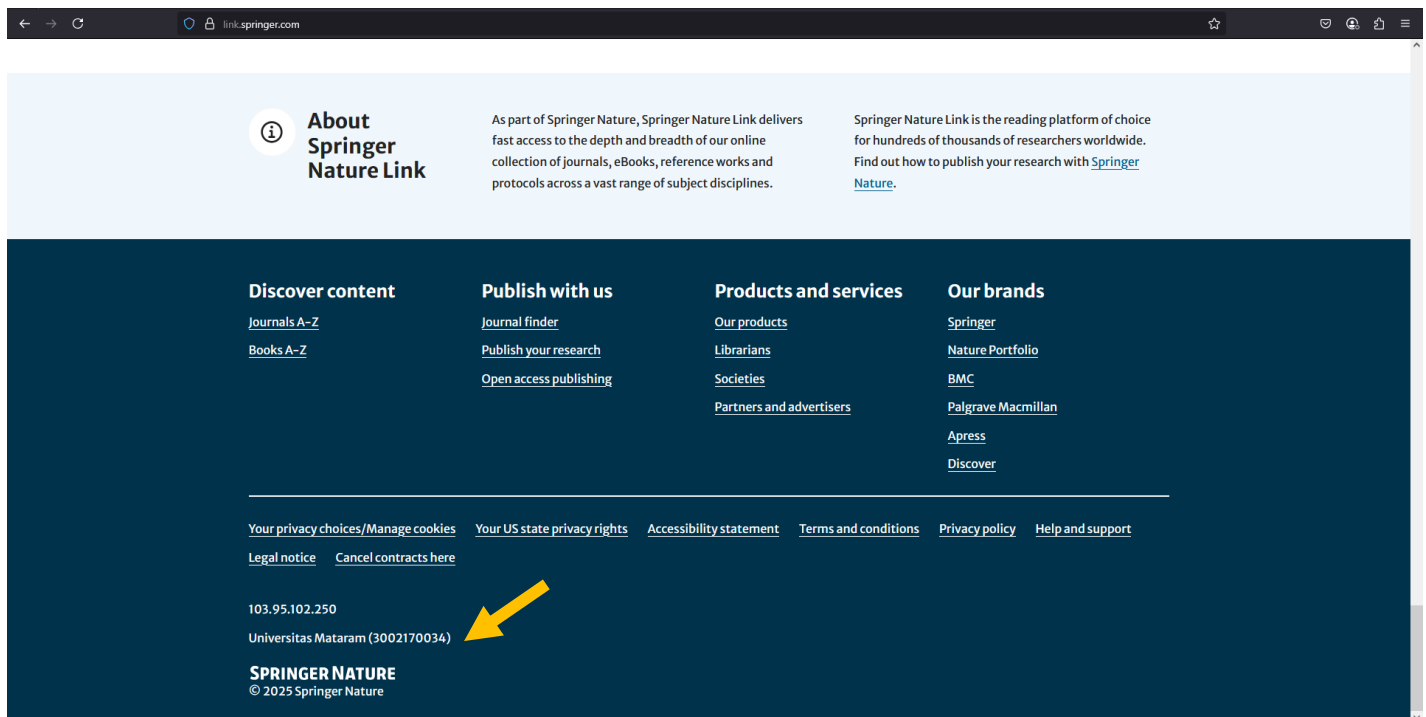 link.springer.com
About
Springer
Nature Link
As part of Springer Nature, Springer Nature Link delivers
fast access to the depth and breadth of our online
collection of journals, eBooks, reference works and
protocols across a vast range of subject disciplines.
Springer Nature Link is the reading platform of choice
for hundreds of thousands of researchers worldwide.
Find out how to publish your research with Springer
Nature.
Discover content
Journals A-Z
Books A-Z
Publish with us
Journal finder
Publish your research
Open access publishing
Products and services
Our products
Librarians
Societies
Partners and advertisers
Our brands
Springer
Nature Portfolio
BMC
Palgrave Macmillan
Apress
Discover
Your privacy choices/Manage cookies Your US state privacy rights Accessibility statement Terms and conditions Privacy policy Help and support
Legal notice Cancel contracts here
103.95.102.250
Universitas Mataram (3002170034)
SPRINGER NATURE
© 2025 Springer Nature